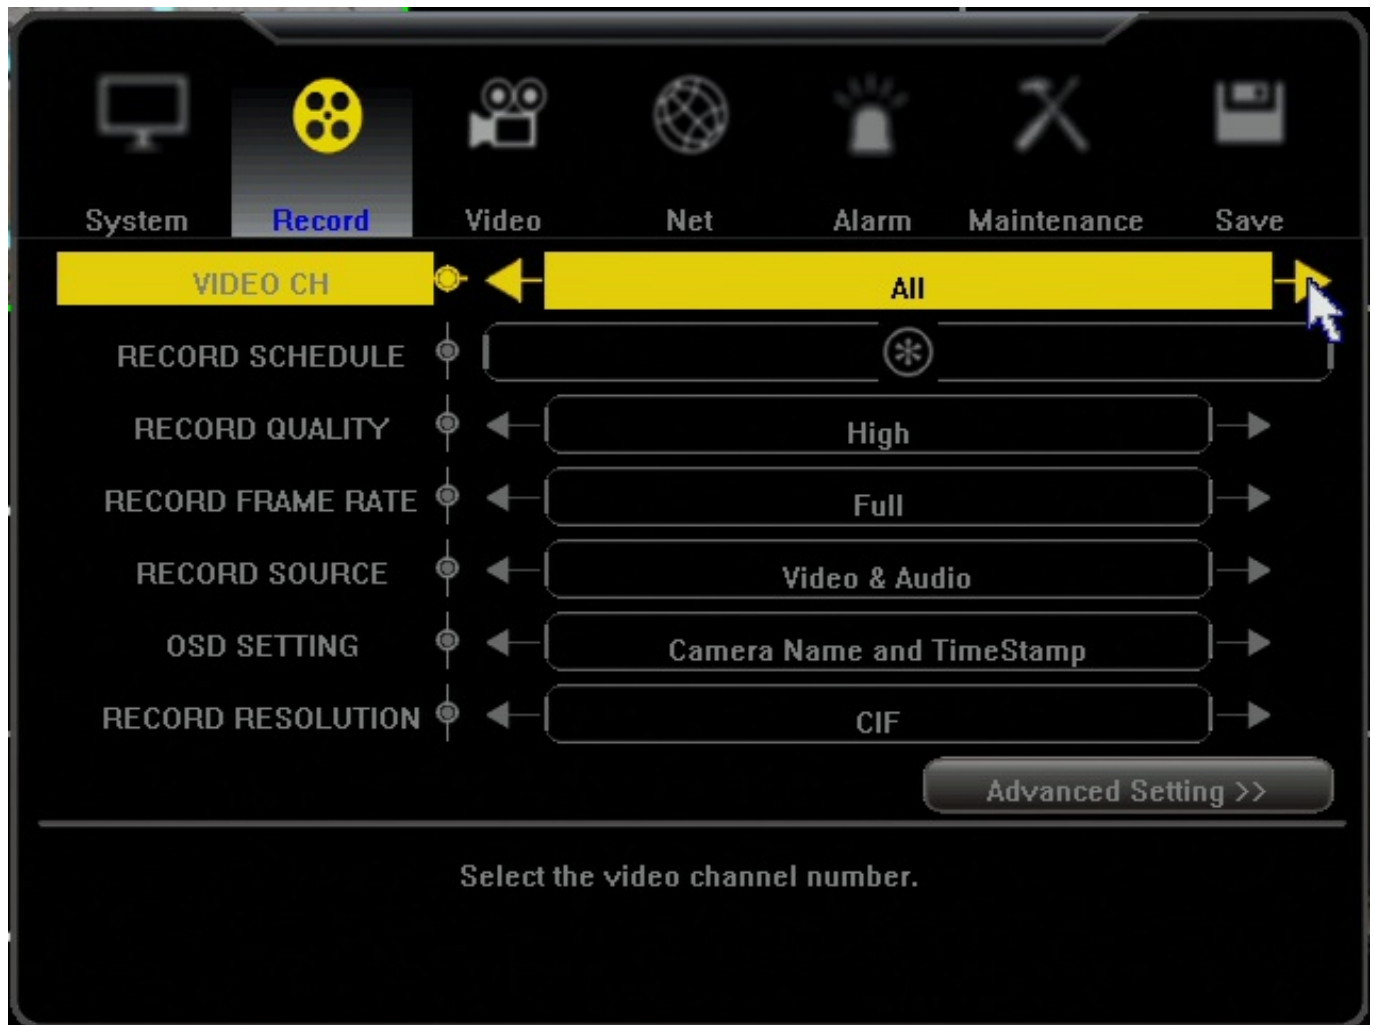 System Record Video Net Alarm Maintenance Save
VIDEO CH All
RECORD SCHEDULE
RECORD QUALITY High
RECORD FRAME RATE Full
RECORD SOURCE Video & Audio
OSD SETTING Camera Name and TimeStamp
RECORD RESOLUTION CIF
Advanced Setting >>
Select the video channel number.